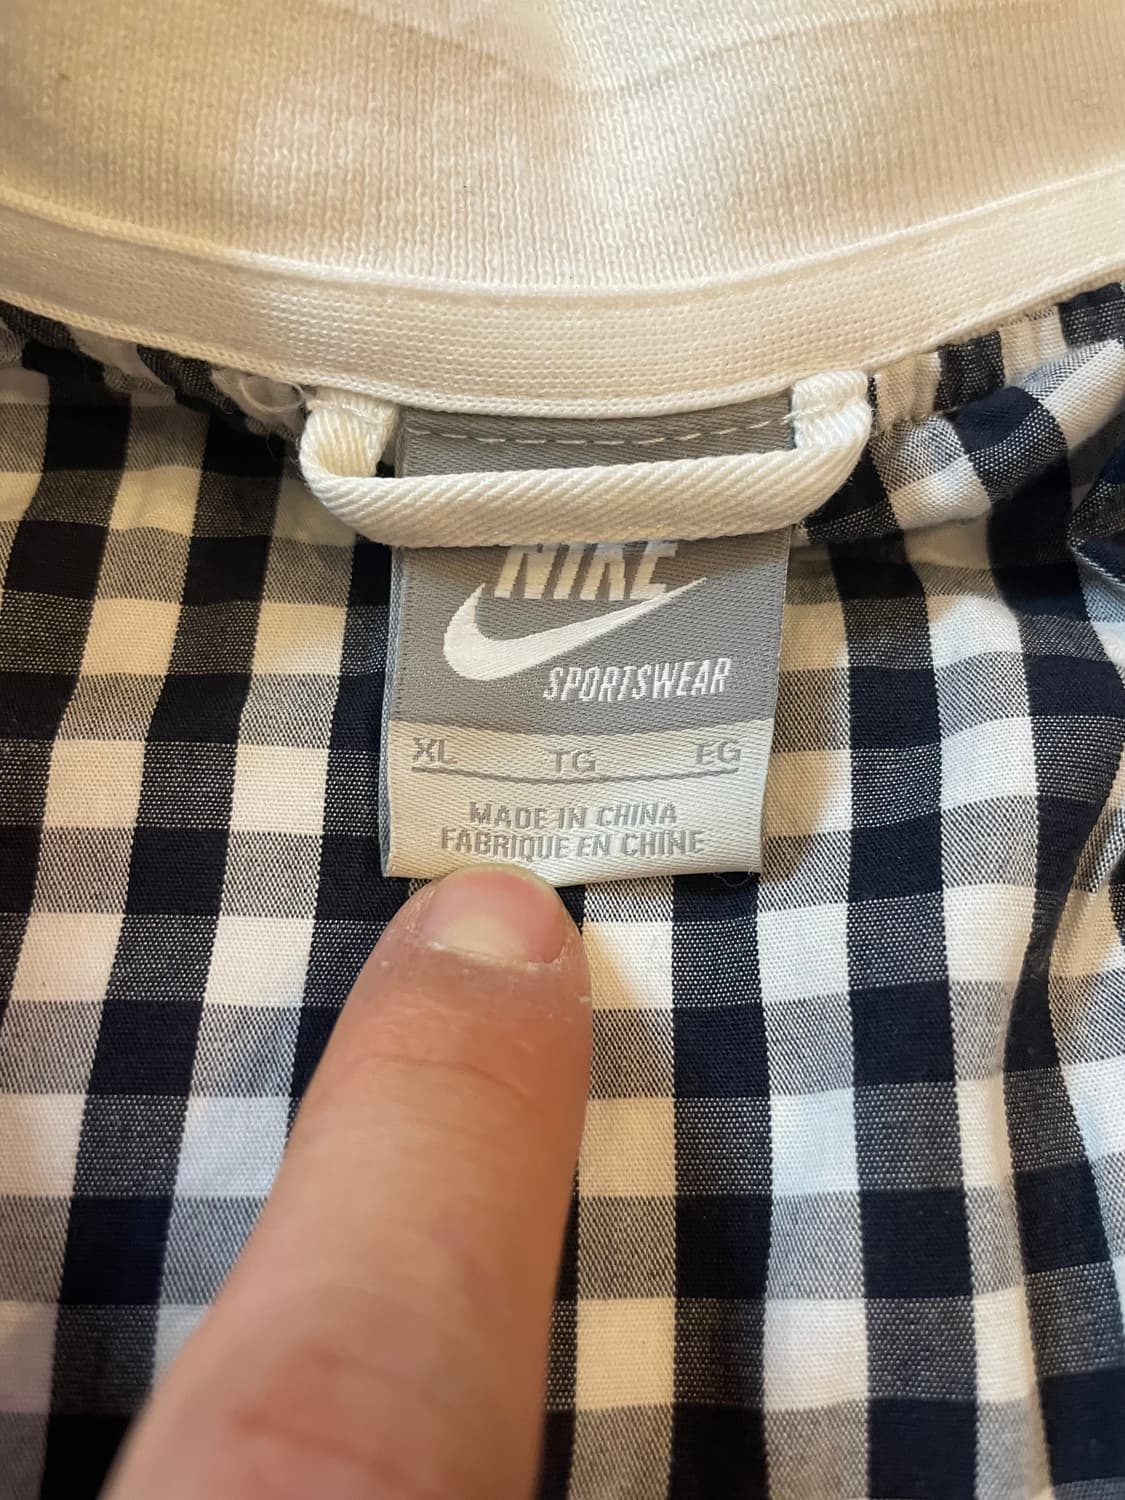 NIKE
SPORTSWEAR
XL TG EG
MADE IN CHINA
FABRIQUE EN CHINE